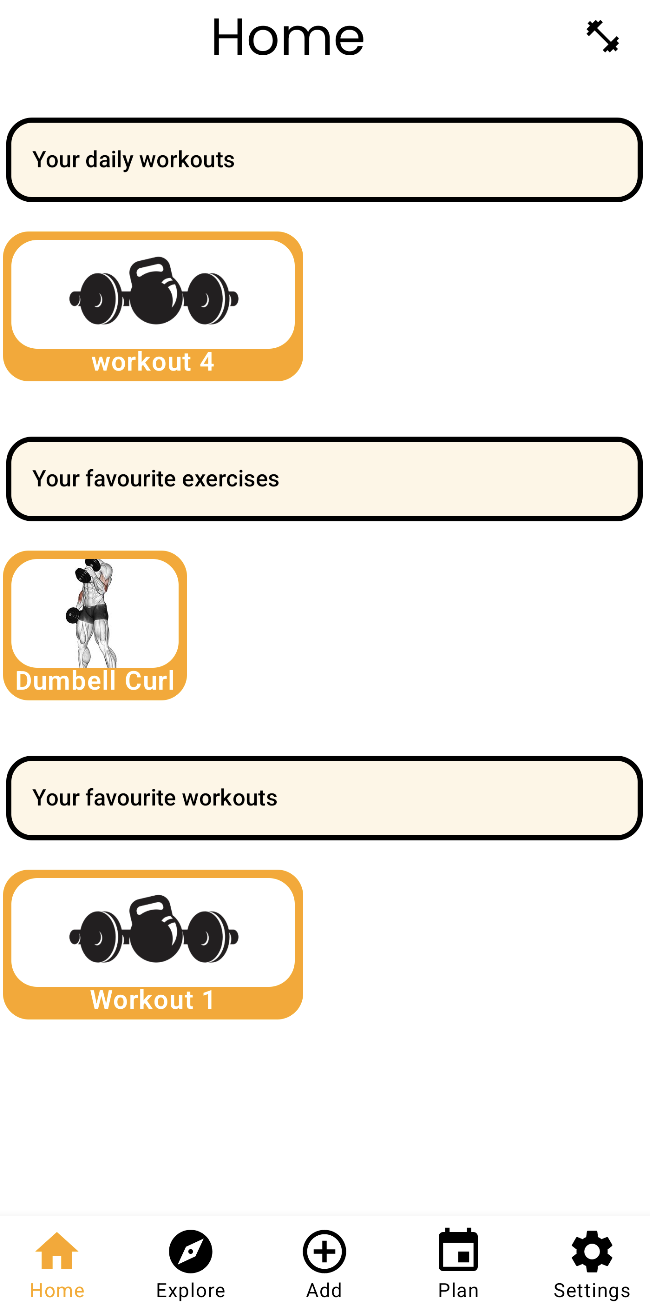 Home
Your daily workouts
workout 4
Your favourite exercises
Dumbell Curl
Your favourite workouts
Workout 1
Home
Explore
Add
Plan
Settings